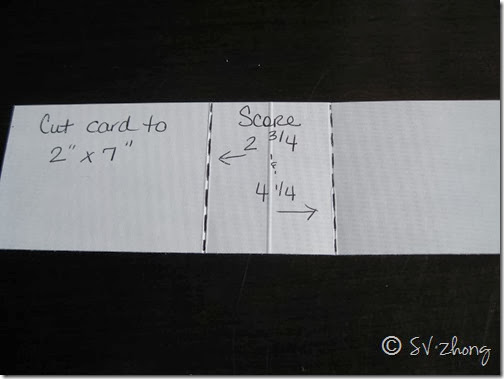 Cut card to
2" x 7"
Score
2 3/4
&
4 1/4
© SV·Zhong